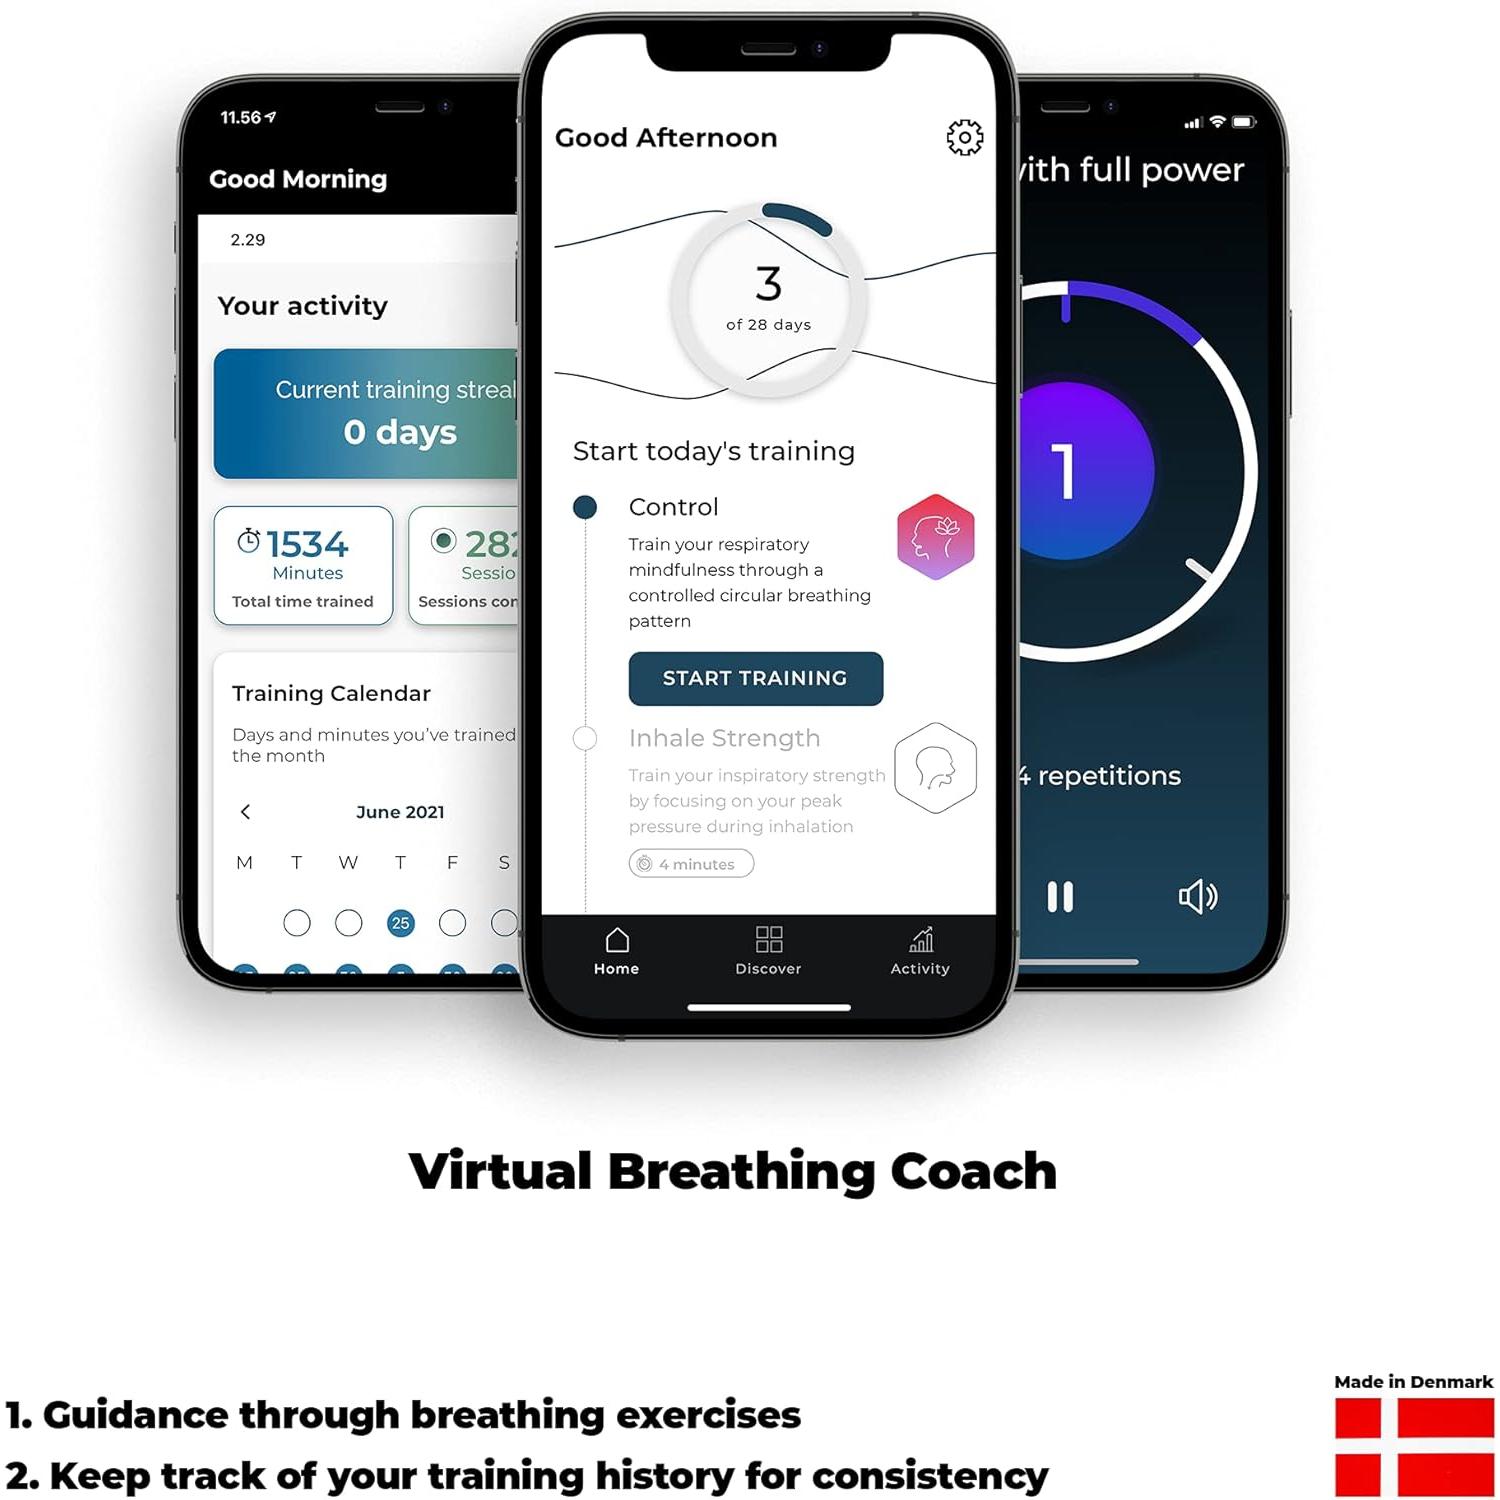 11.56
Good Morning
2.29
Your activity
Current training
0 days
1534
Minutes
Total time trained
Sessions
Training Calendar
Days and minutes you've trained
the month
June 2021
M T W T F S
25
Good Afternoon
3
of 28 days
Start today's training
Control
Train your respiratory
mindfulness through a
controlled circular breathing
pattern
START TRAINING
Inhale Strength
Train your inspiratory strength
by focusing on your peak
pressure during inhalation
4 minutes
Home Discover Activity
with full power
1
4 repetitions
Virtual Breathing Coach
1. Guidance through breathing exercises
2. Keep track of your training history for consistency
Made in Denmark